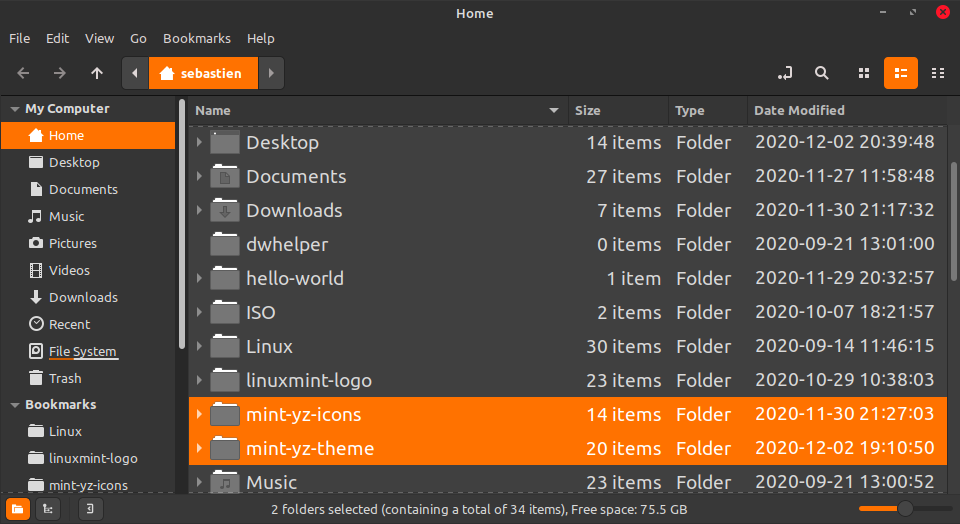 Home
File Edit View Go Bookmarks Help
sebastien
My Computer
Home
Desktop
Documents
Music
Pictures
Videos
Downloads
Recent
File System
Trash
Bookmarks
Linux
linuxmint-logo
mint-yz-icons
Name Size Type Date Modified
Desktop 14 items Folder 2020-12-02 20:39:48
Documents 27 items Folder 2020-11-27 11:58:48
Downloads 7 items Folder 2020-11-30 21:17:32
dwhelper 0 items Folder 2020-09-21 13:01:00
hello-world 1 item Folder 2020-11-29 20:32:57
ISO 2 items Folder 2020-10-07 18:21:57
Linux 30 items Folder 2020-09-14 11:46:15
linuxmint-logo 23 items Folder 2020-10-29 10:38:03
mint-yz-icons 14 items Folder 2020-11-30 21:27:03
mint-yz-theme 20 items Folder 2020-12-02 19:10:50
Music 23 items Folder 2020-09-21 13:00:52
2 folders selected (containing a total of 34 items), Free space: 75.5 GB